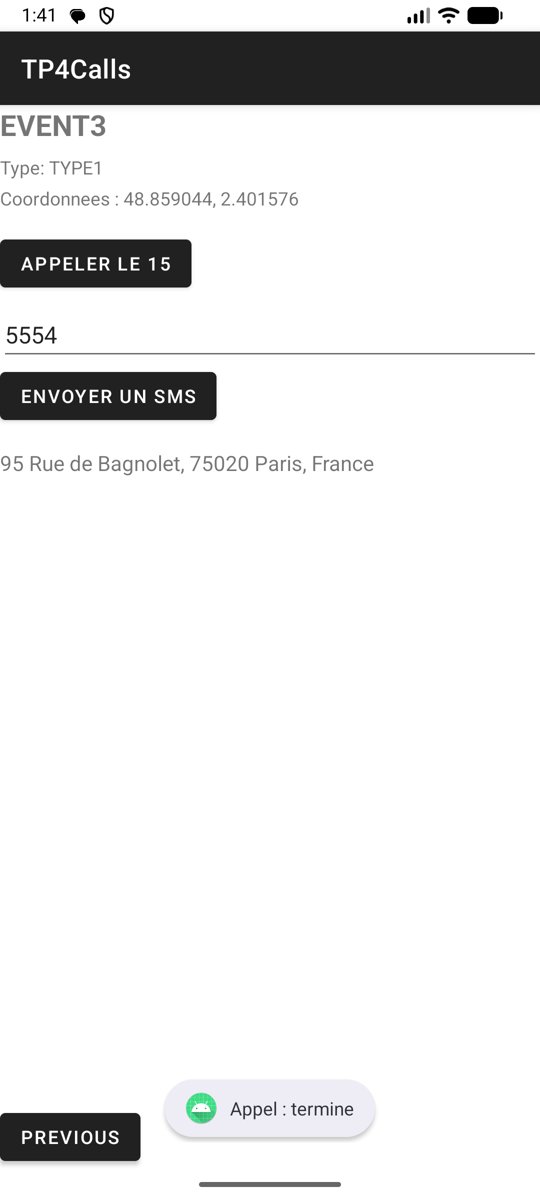 1:41
TP4Calls
EVENT3
Type: TYPE1
Coordonnees : 48.859044, 2.401576
APPELER LE 15
5554
ENVOYER UN SMS
95 Rue de Bagnolet, 75020 Paris, France
Appel : termine
PREVIOUS